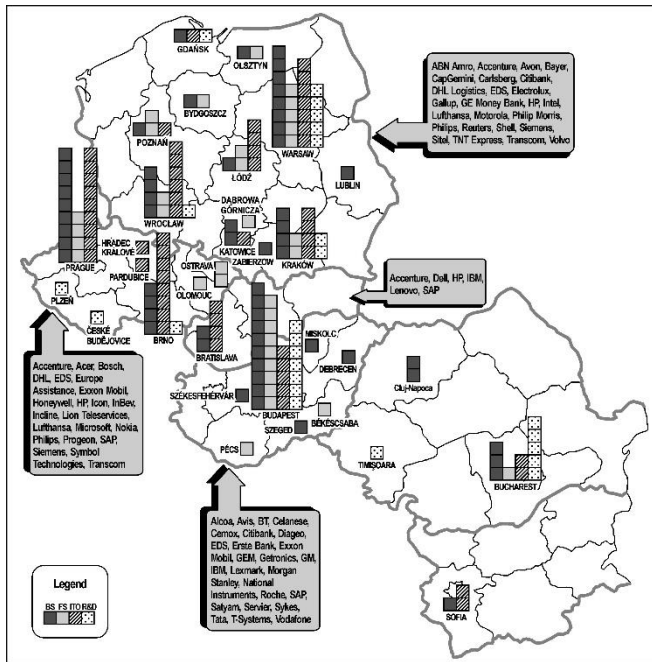 GDAŃSK
OLSZTYN
BYDGOSZCZ
POZNAŃ
WARSAW
ŁÓDŹ
LUBLIN
WROCLAW
DĄBROWA
GÓRNICZA
KATOWICE
ZABIERZOW
KRAKÓW
PRAGUE
HRADEC
KRALOVÉ
PARDUBICE
OSTRAVA
OLOMOUC
PLZEŇ
ČESKÉ
BUDĚJOVICE
BRNO
BRATISLAVA
MISKOLC
DEBRECEN
SZÉKESFEHÉRVÁR
BUDAPEST
BÉKÉSCSABA
SZEGED
PÉCS
Cluj-Napoca
TIMIȘOARA
BUCHAREST
SOFIA
ABN Amro, Accenture, Avon, Bayer,
CapGemini, Carlsberg, Citibank,
DHL Logistics, EDS, Electrolux,
Gallup, GE Money Bank, HP, Intel,
Lufthansa, Motorola, Philip Morris,
Philips, Reuters, Shell, Siemens,
Sitel, TNT Express, Transcom, Volvo
Accenture, Dell, HP, IBM,
Lenovo, SAP
Accenture, Acer, Bosch,
DHL, EDS, Europe
Assistance, Exxon Mobil,
Honeywell, HP, Icon, InBev,
Incline, Lion Teleservices,
Lufthansa, Microsoft, Nokia,
Philips, Progeon, SAP,
Siemens, Symbol
Technologies, Transcom
Alcoa, Avis, BT, Celanese,
Cemox, Citibank, Diageo,
EDS, Erste Bank, Exxon
Mobil, GEM, Getronics, GM,
IBM, Lexmark, Morgan
Stanley, National
Instruments, Roche, SAP,
Satyam, Servier, Sykes,
Tata, T-Systems, Vodafone
Legend
BS FS ITO R&D